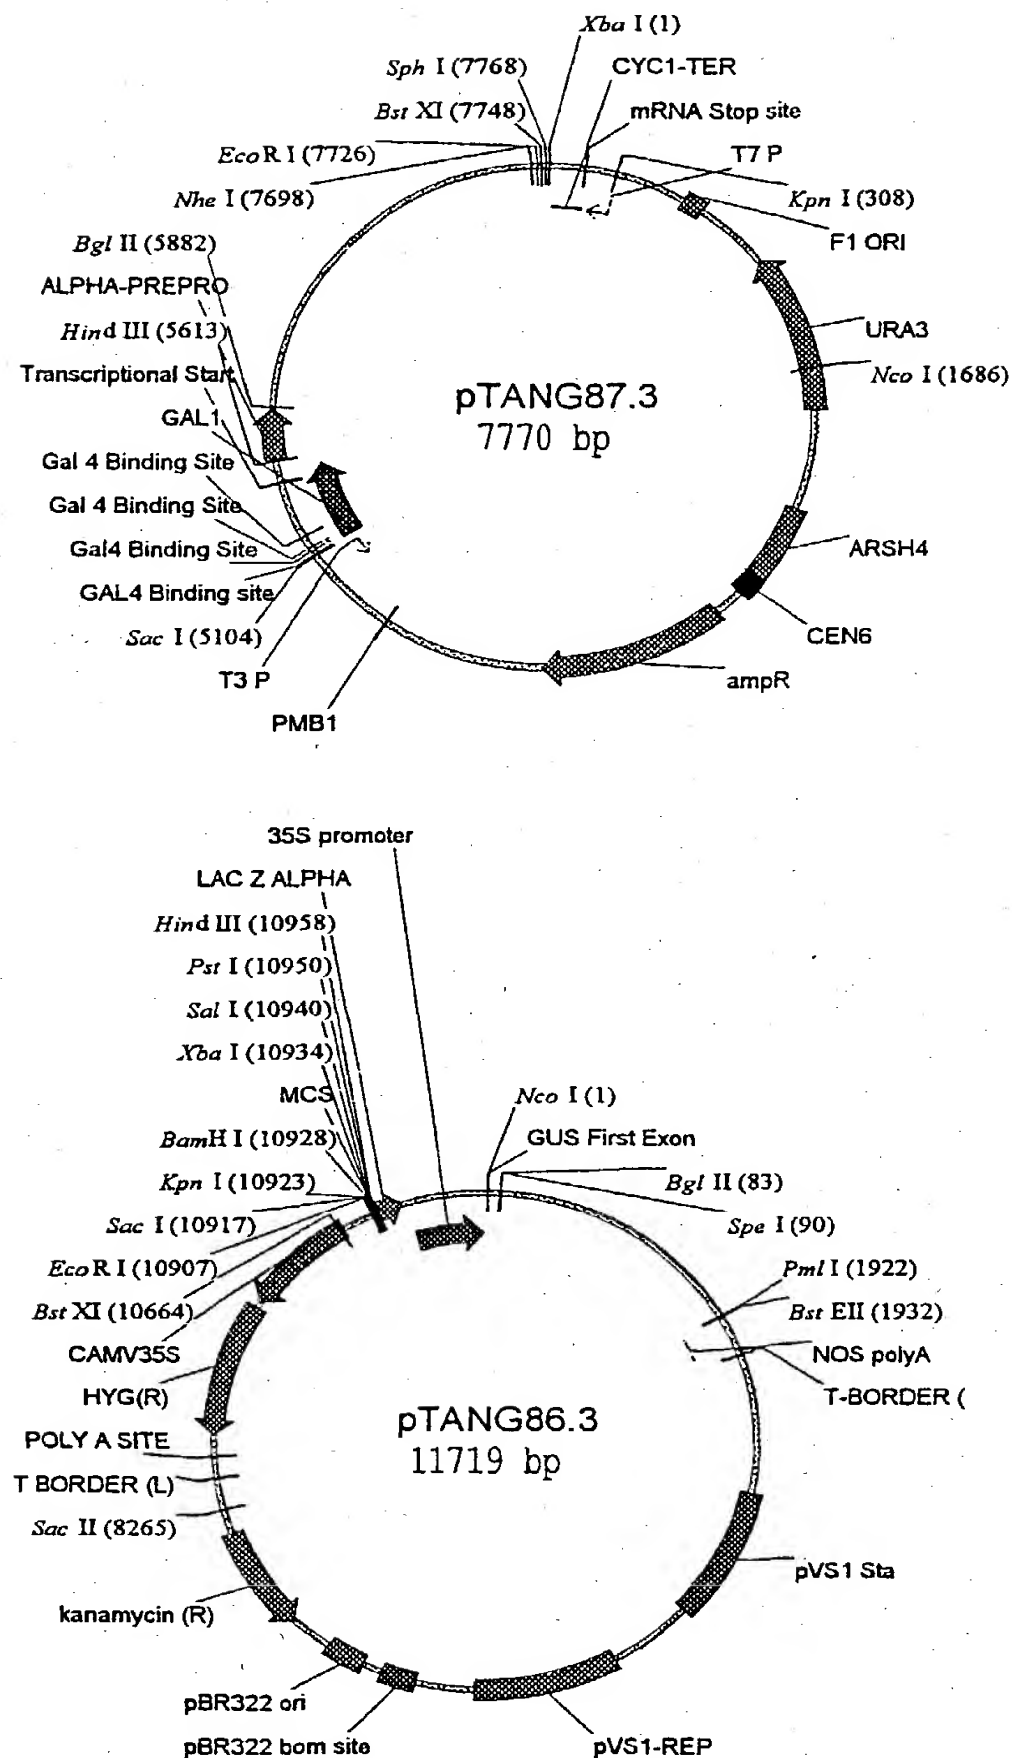 Xba I (1)
Sph I (7768)
CYC1-TER
Bst XI (7748)
mRNA Stop site
EcoR I (7726)
T7 P
Nhe I (7698)
Kpn I (308)
F1 ORI
Bgl II (5882)
ALPHA-PREPRO
Hind III (5613)
URA3
Transcriptional Start
Nco I (1686)
pTANG87.3
7770 bp
GAL1
Gal 4 Binding Site
Gal 4 Binding Site
Gal4 Binding Site
ARSH4
GAL4 Binding site
Sac I (5104)
CEN6
T3 P
ampR
PMB1
35S promoter
LAC Z ALPHA
Hind III (10958)
Pst I (10950)
Sal I (10940)
Xba I (10934)
MCS
Nco I (1)
BamH I (10928)
GUS First Exon
Kpn I (10923)
Bgl II (83)
Sac I (10917)
Spe I (90)
EcoR I (10907)
Pml I (1922)
Bst XI (10664)
Bst EII (1932)
CAMV35S
NOS polyA
HYG(R)
T-BORDER (
pTANG86.3
11719 bp
POLY A SITE
T BORDER (L)
Sac II (8265)
pVS1 Sta
kanamycin (R)
pBR322 ori
pBR322 bom site
pVS1-REP